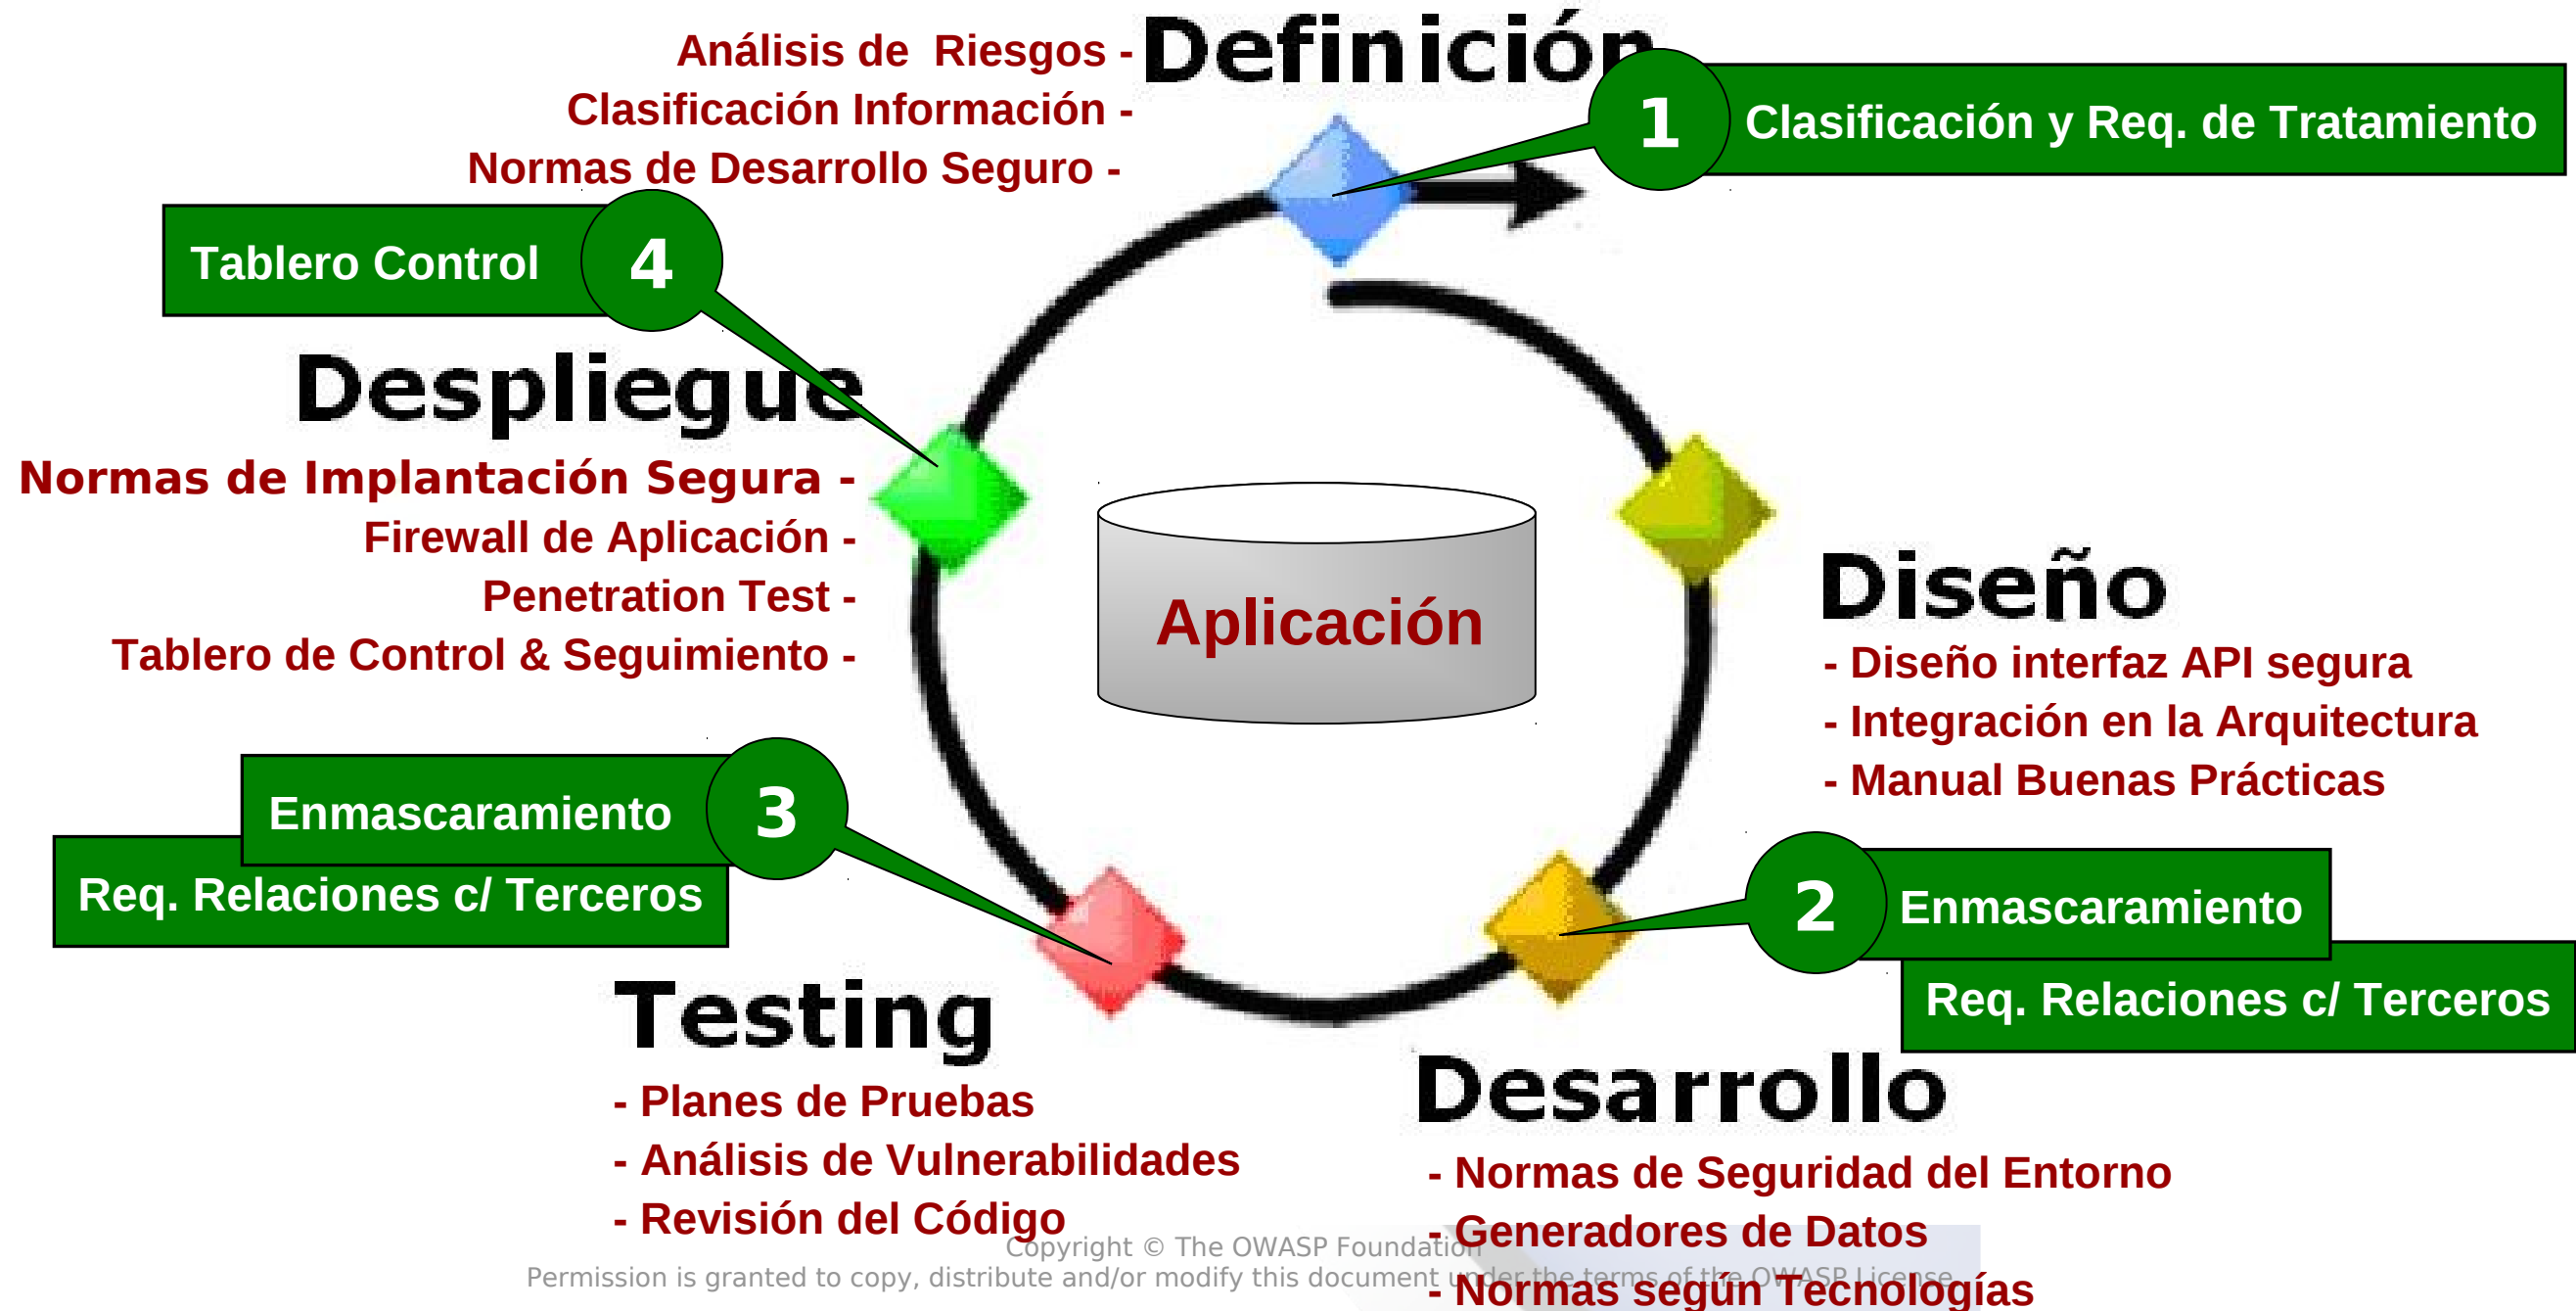 Definición
Análisis de Riesgos -
Clasificación Información -
Normas de Desarrollo Seguro -
1
Clasificación y Req. de Tratamiento
Tablero Control
4
Despliegue
Normas de Implantación Segura -
Firewall de Aplicación -
Penetration Test -
Tablero de Control & Seguimiento -
Aplicación
Diseño
- Diseño interfaz API segura
- Integración en la Arquitectura
- Manual Buenas Prácticas
Enmascaramiento
3
Req. Relaciones c/ Terceros
2
Enmascaramiento
Req. Relaciones c/ Terceros
Testing
- Planes de Pruebas
- Análisis de Vulnerabilidades
- Revisión del Código
Desarrollo
- Normas de Seguridad del Entorno
- Generadores de Datos
- Normas según Tecnologías
Copyright © The OWASP Foundation
Permission is granted to copy, distribute and/or modify this document under the terms of the OWASP License.